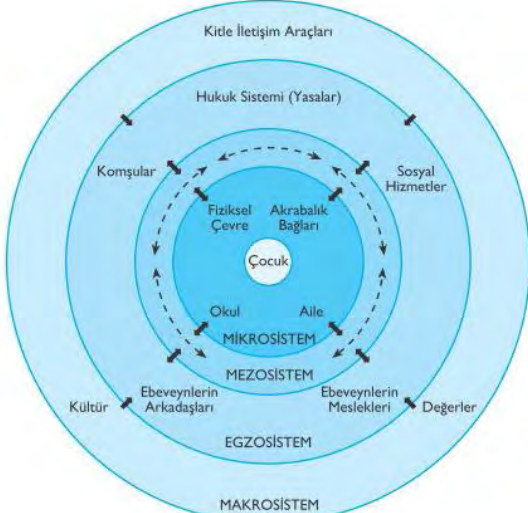 Kitle İletişim Araçları
Hukuk Sistemi (Yasalar)
Komşular
Sosyal
Hizmetler
Fiziksel
Çevre
Akrabalık
Bağları
Çocuk
Okul
Aile
MİKROSİSTEM
MEZOSİSTEM
Kültür
Ebeveynlerin
Arkadaşları
Ebeveynlerin
Meslekleri
Değerler
EGZOSİSTEM
MAKROSİSTEM